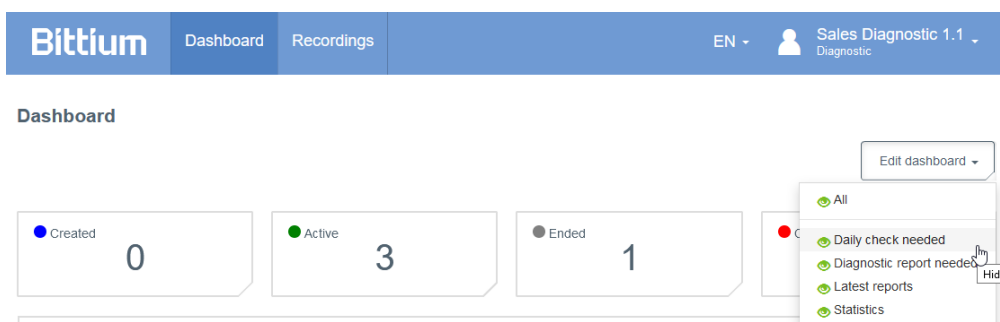 Bittium Dashboard Recordings EN Sales Diagnostic 1.1
Diagnostic
Dashboard
Edit dashboard
All
Created
0
Active
3
Ended
1
Daily check needed
Diagnostic report needed
Latest reports
Statistics